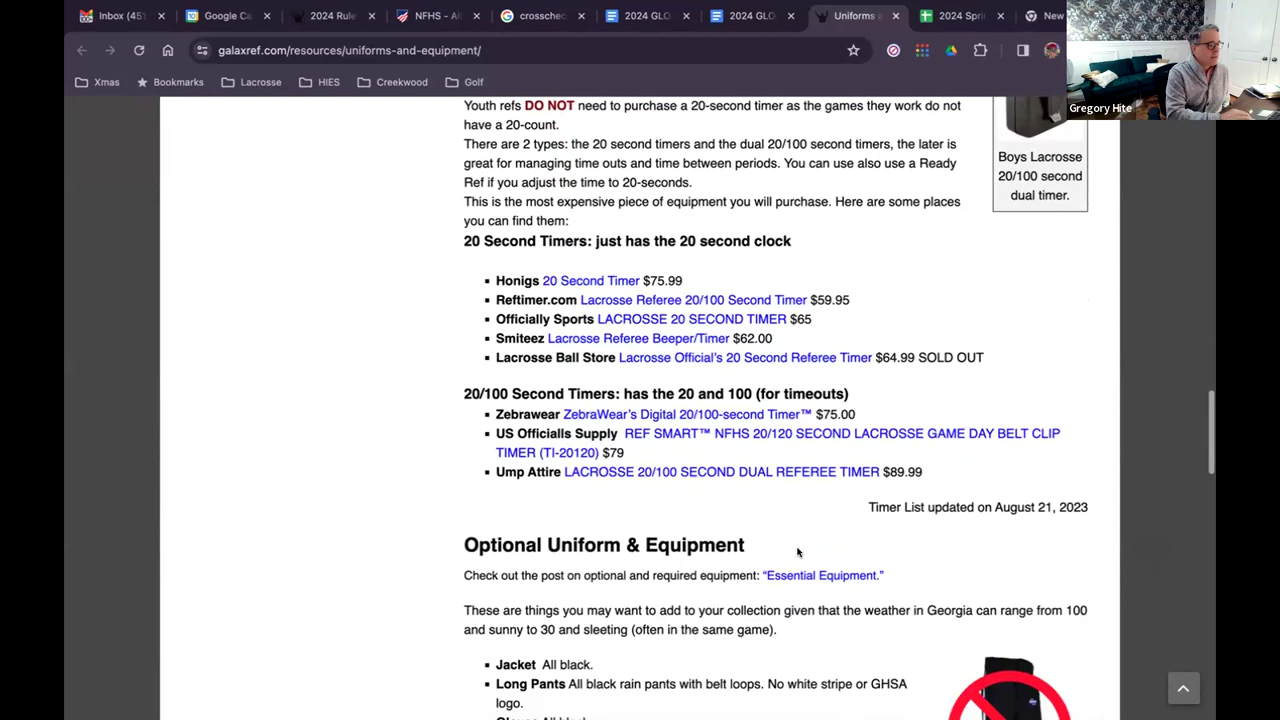 Inbox (451
Google Ca
2024 Rule
NFHS - Al
crossche
2024 GLO
2024 GLO
Uniforms
2024 Spri
New
galaxref.com/resources/uniforms-and-equipment/
Xmas
Bookmarks
Lacrosse
HIES
Creekwood
Golf
Gregory Hite
Youth refs DO NOT need to purchase a 20-second timer as the games they work do not
have a 20-count.
There are 2 types: the 20 second timers and the dual 20/100 second timers, the later is
great for managing time outs and time between periods. You can use also use a Ready
Ref if you adjust the time to 20-seconds.
This is the most expensive piece of equipment you will purchase. Here are some places
you can find them:
Boys Lacrosse
20/100 second
dual timer.
20 Second Timers: just has the 20 second clock
▪ Honigs 20 Second Timer $75.99
▪ Reftimer.com Lacrosse Referee 20/100 Second Timer $59.95
▪ Officially Sports LACROSSE 20 SECOND TIMER $65
▪ Smiteez Lacrosse Referee Beeper/Timer $62.00
▪ Lacrosse Ball Store Lacrosse Official's 20 Second Referee Timer $64.99 SOLD OUT
20/100 Second Timers: has the 20 and 100 (for timeouts)
▪ Zebrawear ZebraWear's Digital 20/100-second Timer™ $75.00
▪ US Officialls Supply REF SMART™ NFHS 20/120 SECOND LACROSSE GAME DAY BELT CLIP
TIMER (TI-20120) $79
▪ Ump Attire LACROSSE 20/100 SECOND DUAL REFEREE TIMER $89.99
Timer List updated on August 21, 2023
Optional Uniform & Equipment
Check out the post on optional and required equipment: "Essential Equipment."
These are things you may want to add to your collection given that the weather in Georgia can range from 100
and sunny to 30 and sleeting (often in the same game).
▪ Jacket All black.
▪ Long Pants All black rain pants with belt loops. No white stripe or GHSA
logo.